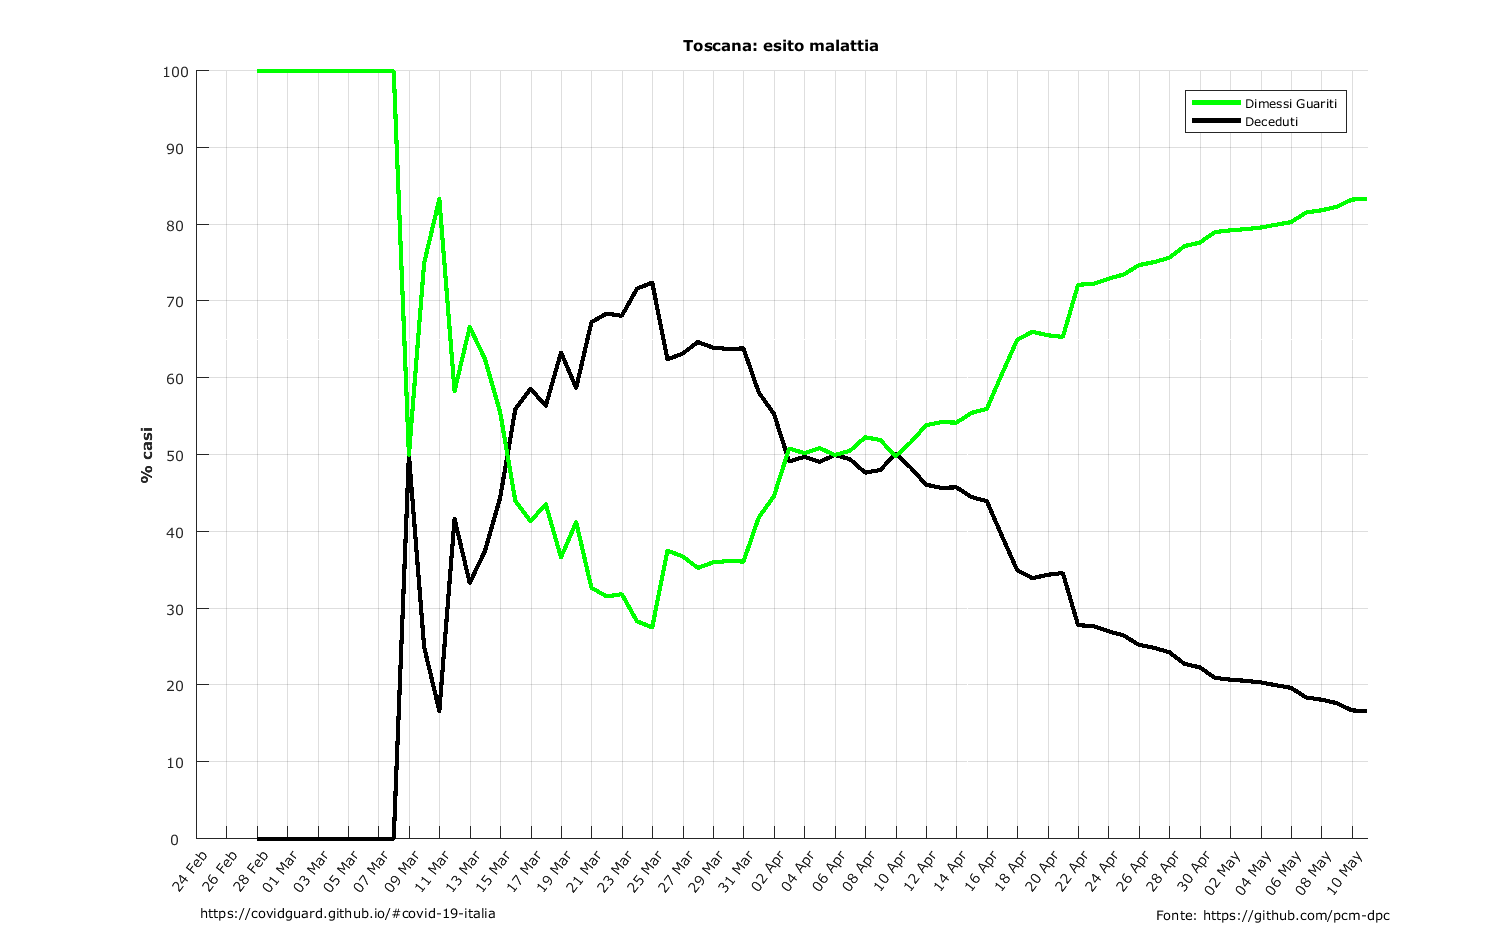 Toscana: esito malattia
100
90
80
70
60
50
40
30
20
10
0
% casi
Dimessi Guariti
Deceduti
24 Feb
26 Feb
28 Feb
01 Mar
03 Mar
05 Mar
07 Mar
09 Mar
11 Mar
13 Mar
15 Mar
17 Mar
19 Mar
21 Mar
23 Mar
25 Mar
27 Mar
29 Mar
31 Mar
02 Apr
04 Apr
06 Apr
08 Apr
10 Apr
12 Apr
14 Apr
16 Apr
18 Apr
20 Apr
22 Apr
24 Apr
26 Apr
28 Apr
30 Apr
02 May
04 May
06 May
08 May
10 May
https://covidguard.github.io/#covid-19-italia
Fonte: https://github.com/pcm-dpc